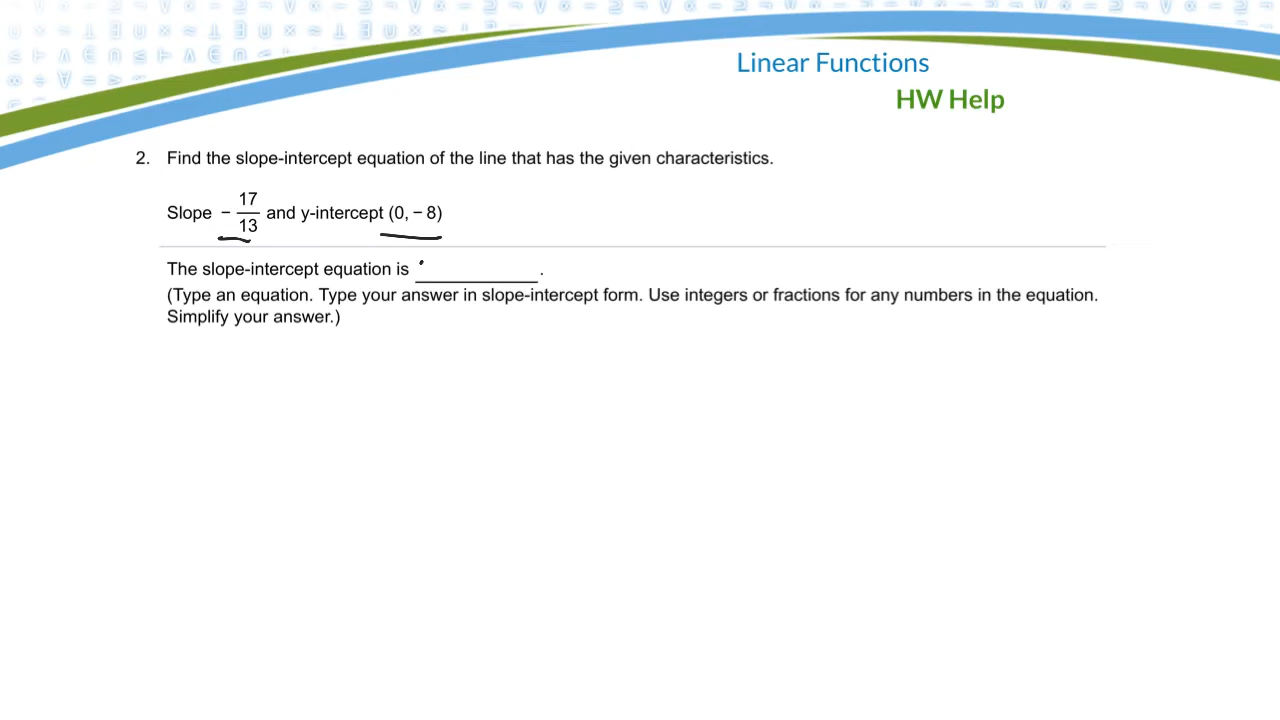 Linear Functions
HW Help
2. Find the slope-intercept equation of the line that has the given characteristics.
Slope − 17/13 and y-intercept (0, − 8)
The slope-intercept equation is ____________.
(Type an equation. Type your answer in slope-intercept form. Use integers or fractions for any numbers in the equation.
Simplify your answer.)